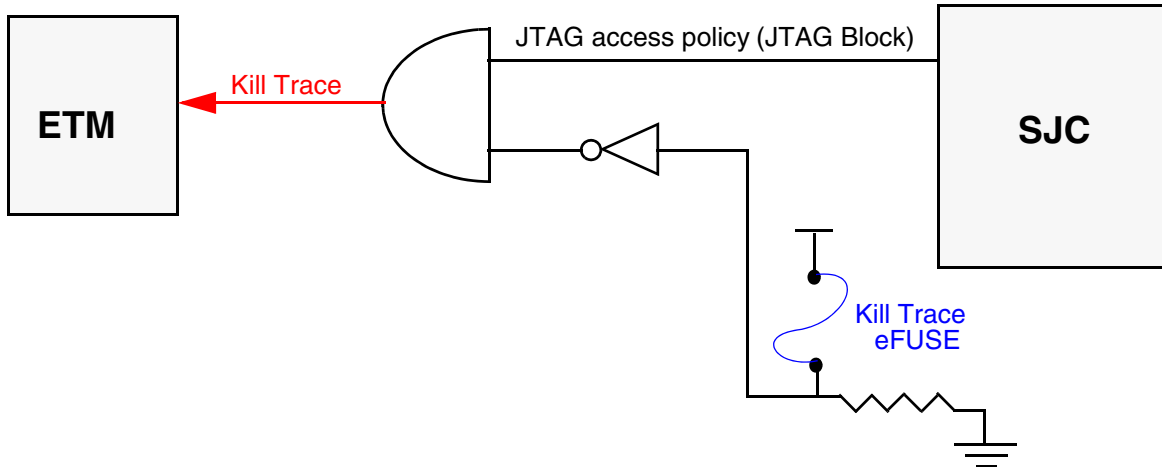 JTAG access policy (JTAG Block)
Kill Trace
ETM
SJC
Kill Trace
eFUSE